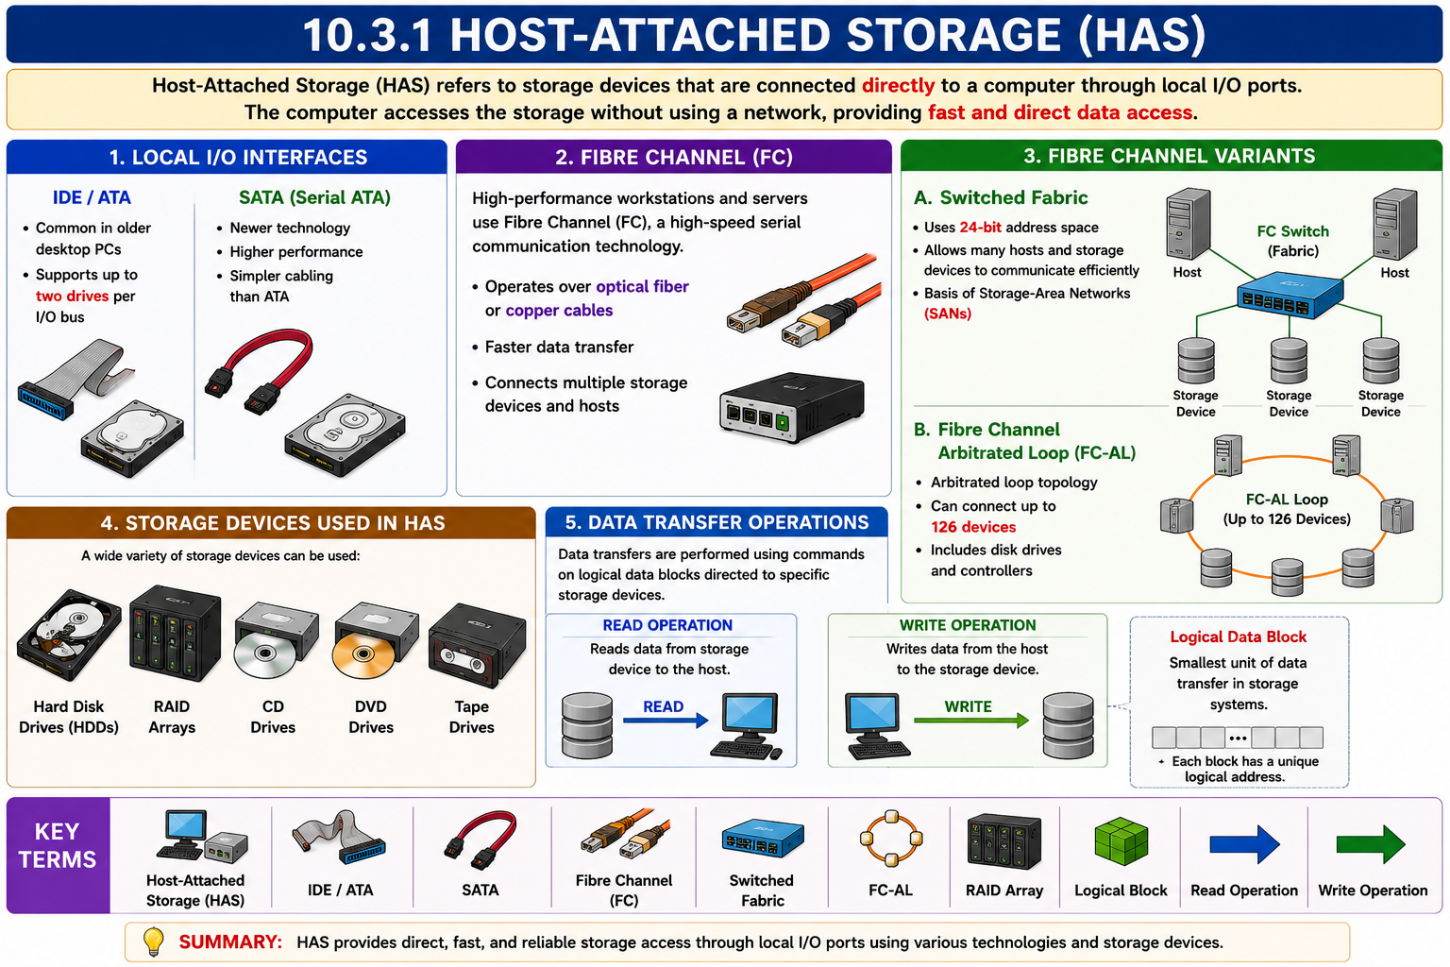 10.3.1 HOST-ATTACHED STORAGE (HAS)
Host-Attached Storage (HAS) refers to storage devices that are connected directly to a computer through local I/O ports.
The computer accesses the storage without using a network, providing fast and direct data access.
1. LOCAL I/O INTERFACES
IDE / ATA
• Common in older
desktop PCs
• Supports up to
two drives per
I/O bus
SATA (Serial ATA)
• Newer technology
• Higher performance
• Simpler cabling
than ATA
2. FIBRE CHANNEL (FC)
High-performance workstations and servers
use Fibre Channel (FC), a high-speed serial
communication technology.
• Operates over optical fiber
or copper cables
• Faster data transfer
• Connects multiple storage
devices and hosts
3. FIBRE CHANNEL VARIANTS
A. Switched Fabric
• Uses 24-bit address space
• Allows many hosts and storage
devices to communicate efficiently
• Basis of Storage-Area Networks
(SANs)
FC Switch
(Fabric)
Host
Host
Storage
Device
Storage
Device
Storage
Device
B. Fibre Channel
Arbitrated Loop (FC-AL)
• Arbitrated loop topology
• Can connect up to
126 devices
• Includes disk drives
and controllers
FC-AL Loop
(Up to 126 Devices)
4. STORAGE DEVICES USED IN HAS
A wide variety of storage devices can be used:
Hard Disk
Drives (HDDs)
RAID
Arrays
CD
Drives
DVD
Drives
Tape
Drives
5. DATA TRANSFER OPERATIONS
Data transfers are performed using commands
on logical data blocks directed to specific
storage devices.
READ OPERATION
Reads data from storage
device to the host.
READ
WRITE OPERATION
Writes data from the host
to the storage device.
WRITE
Logical Data Block
Smallest unit of data
transfer in storage
systems.
+ Each block has a unique
logical address.
KEY
TERMS
Host-Attached
Storage (HAS)
IDE / ATA
SATA
Fibre Channel
(FC)
Switched
Fabric
FC-AL
RAID Array
Logical Block
Read Operation
Write Operation
SUMMARY: HAS provides direct, fast, and reliable storage access through local I/O ports using various technologies and storage devices.